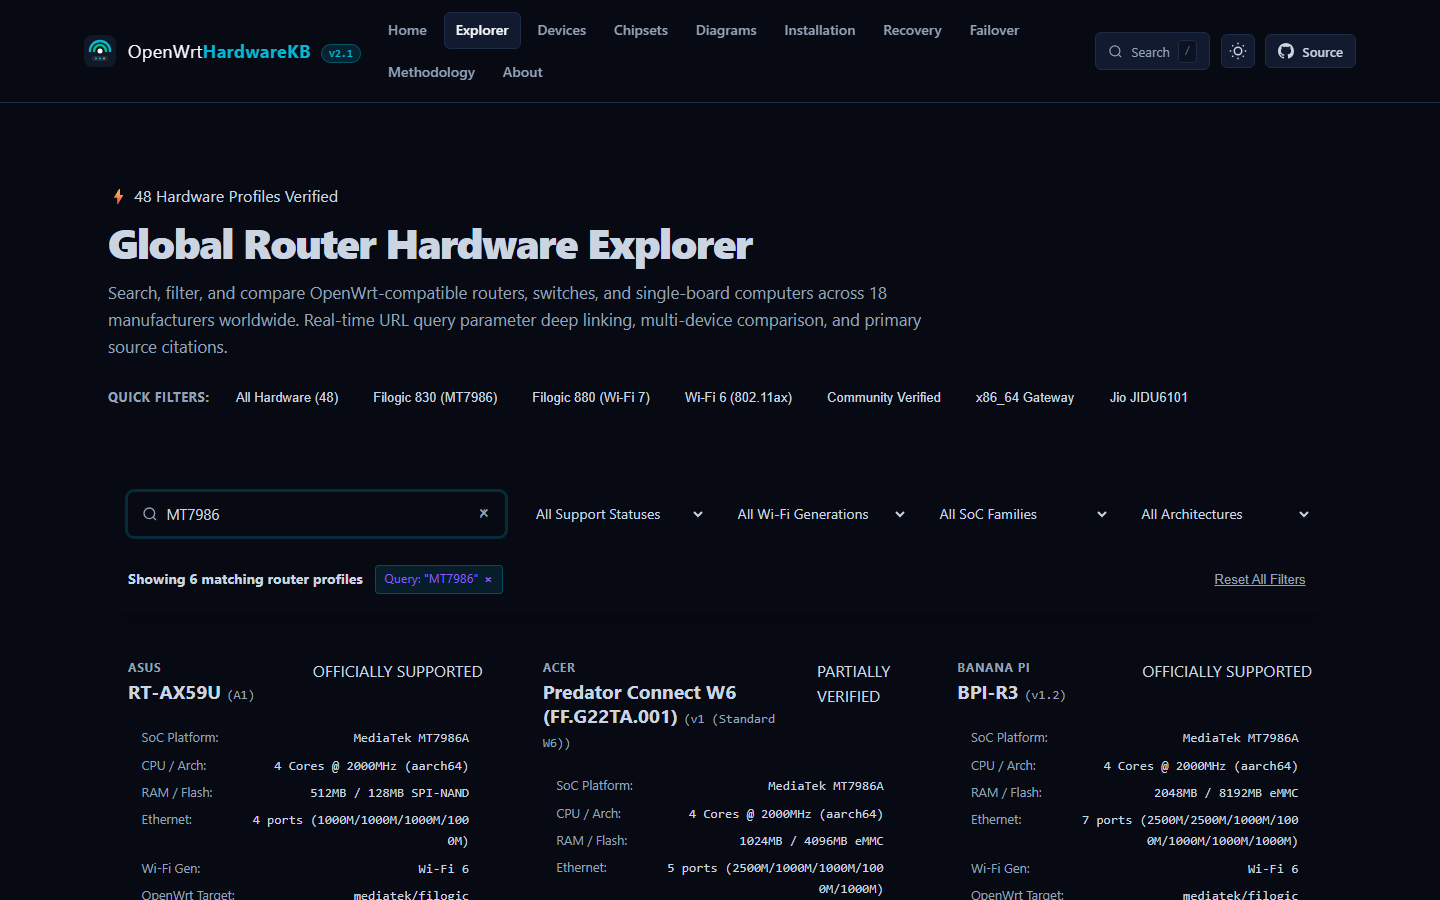 OpenWrtHardwareKB v2.1
Home Explorer Devices Chipsets Diagrams Installation Recovery Failover
Methodology About
Search /
Source
48 Hardware Profiles Verified
Global Router Hardware Explorer
Search, filter, and compare OpenWrt-compatible routers, switches, and single-board computers across 18
manufacturers worldwide. Real-time URL query parameter deep linking, multi-device comparison, and primary
source citations.
QUICK FILTERS: All Hardware (48) Filogic 830 (MT7986) Filogic 880 (Wi-Fi 7) Wi-Fi 6 (802.11ax) Community Verified x86_64 Gateway Jio JIDU6101
MT7986 × All Support Statuses All Wi-Fi Generations All SoC Families All Architectures
Showing 6 matching router profiles Query: "MT7986" × Reset All Filters
ASUS
RT-AX59U (A1)
OFFICIALLY SUPPORTED
SoC Platform: MediaTek MT7986A
CPU / Arch: 4 Cores @ 2000MHz (aarch64)
RAM / Flash: 512MB / 128MB SPI-NAND
Ethernet: 4 ports (1000M/1000M/1000M/100
0M)
Wi-Fi Gen: Wi-Fi 6
OpenWrt Target: mediatek/filogic
ACER
Predator Connect W6
(FF.G22TA.001) (v1 (Standard
W6))
PARTIALLY
VERIFIED
SoC Platform: MediaTek MT7986A
CPU / Arch: 4 Cores @ 2000MHz (aarch64)
RAM / Flash: 1024MB / 4096MB eMMC
Ethernet: 5 ports (2500M/1000M/1000M/100
0M/1000M)
BANANA PI
BPI-R3 (v1.2)
OFFICIALLY SUPPORTED
SoC Platform: MediaTek MT7986A
CPU / Arch: 4 Cores @ 2000MHz (aarch64)
RAM / Flash: 2048MB / 8192MB eMMC
Ethernet: 7 ports (2500M/2500M/1000M/100
0M/1000M/1000M/1000M)
Wi-Fi Gen: Wi-Fi 6
OpenWrt Target: mediatek/filogic